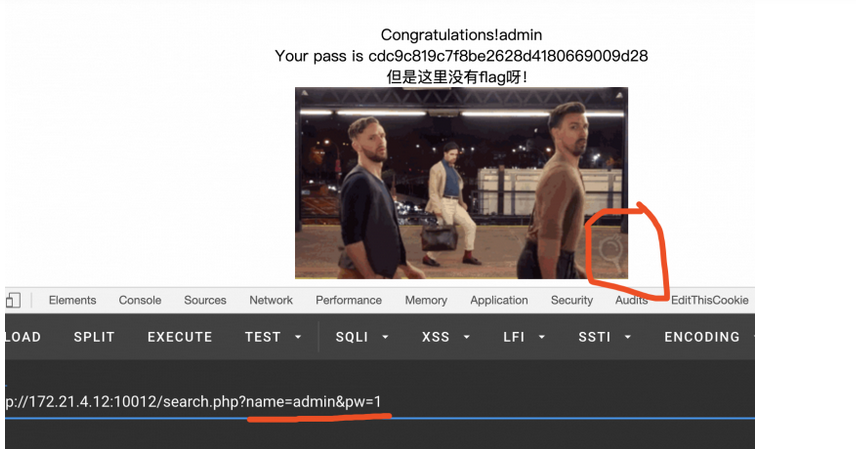 Congratulations!admin
Your pass is cdc9c819c7f8be2628d4180669009d28
但是这里没有flag呀!
Elements Console Sources Network Performance Memory Application Security Audits EditThisCookie
LOAD SPLIT EXECUTE TEST SQLI XSS LFI SSTI ENCODING
p://172.21.4.12:10012/search.php?name=admin&pw=1